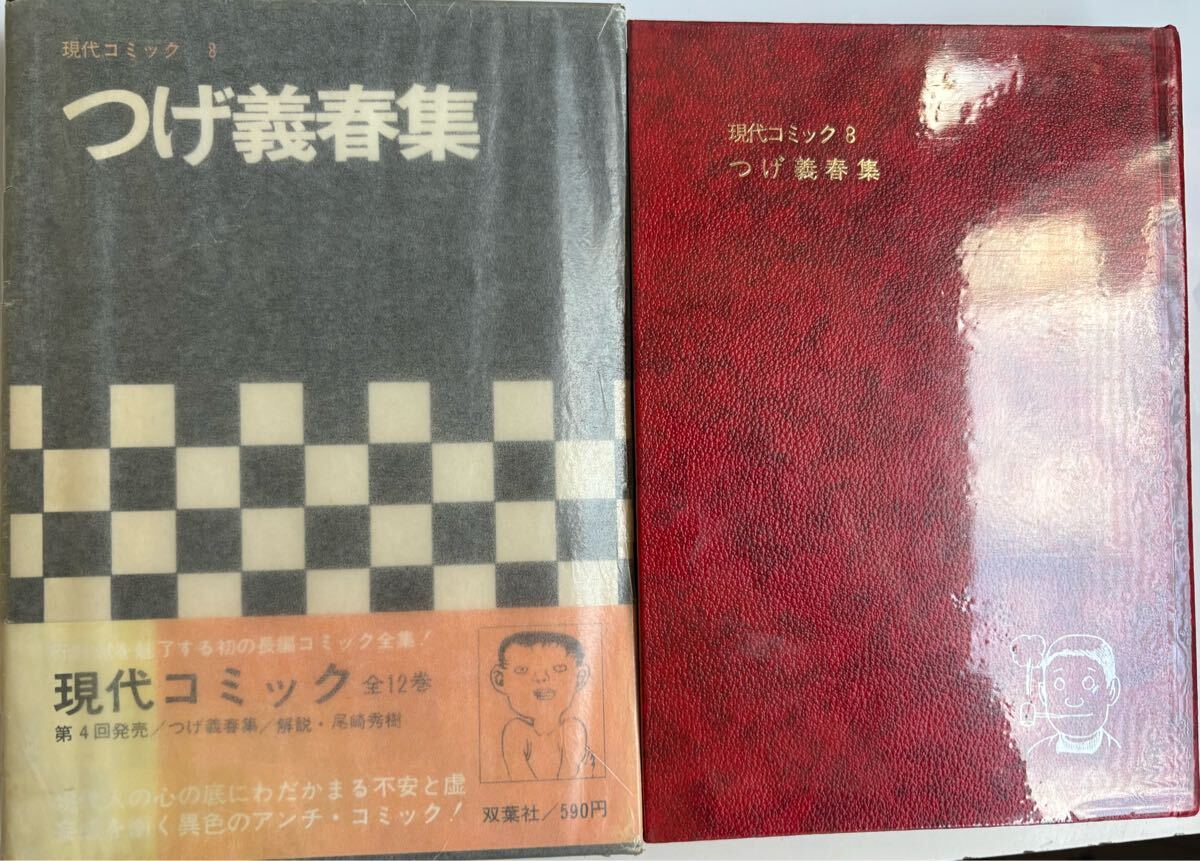 現代コミック 8
つげ義春集
了する初の長編コミック全集!
現代コミック 全12巻
第4回発売/つげ義春集/解説・尾崎秀樹
人の心の底にわだかまる不安と虚
く異色のアンチ・コミック!
双葉社/590円
現代コミック8
つげ義春集